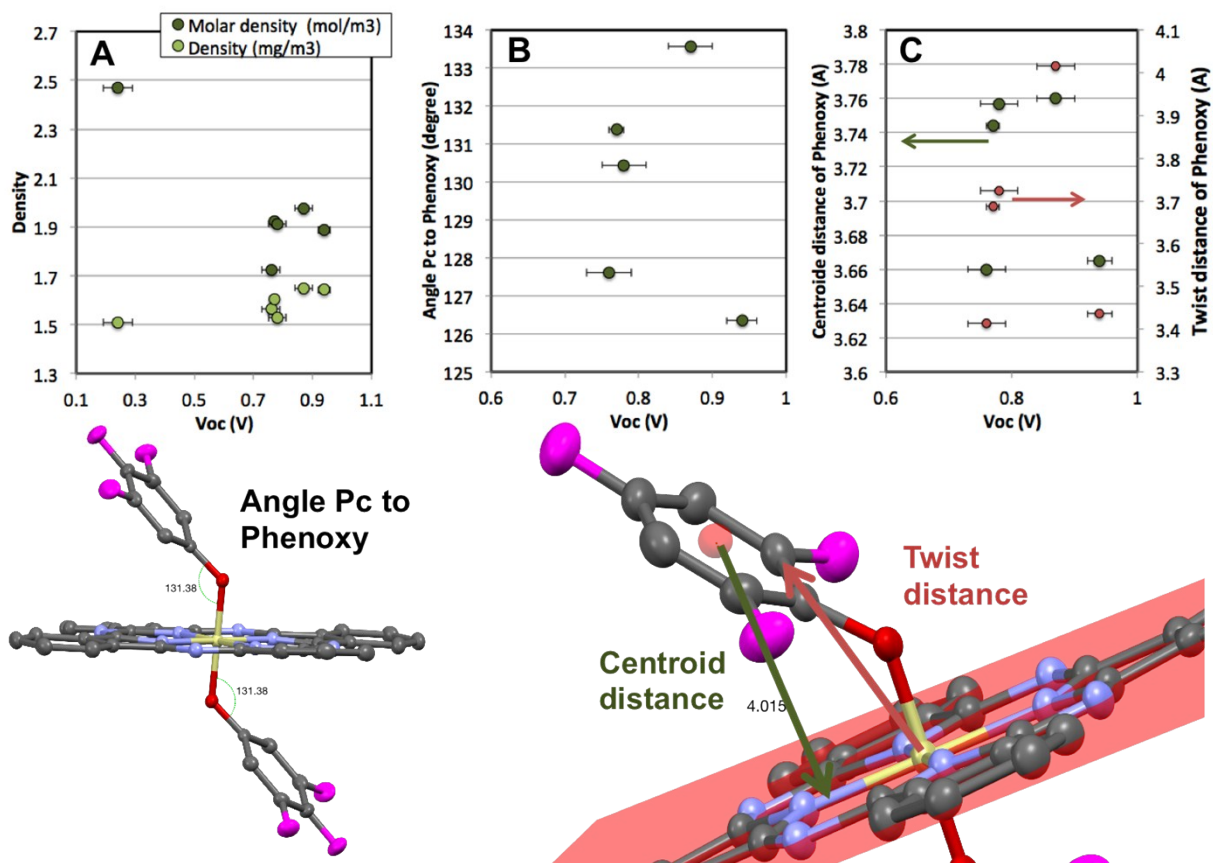 Molar density (mol/m3)
Density (mg/m3)
A
2.7
2.5
2.3
2.1
1.9
1.7
1.5
1.3
Density
0.1 0.3 0.5 0.7 0.9 1.1
Voc (V)
B
134
133
132
131
130
129
128
127
126
125
Angle Pc to Phenoxy (degree)
0.6 0.7 0.8 0.9 1
Voc (V)
C
3.8
3.78
3.76
3.74
3.72
3.7
3.68
3.66
3.64
3.62
3.6
Centroide distance of Phenoxy (A)
4.1
4
3.9
3.8
3.7
3.6
3.5
3.4
3.3
Twist distance of Phenoxy (A)
0.6 0.8 1
Voc (V)
Angle Pc to
Phenoxy
131.38
131.38
Twist
distance
Centroid
distance
4.015